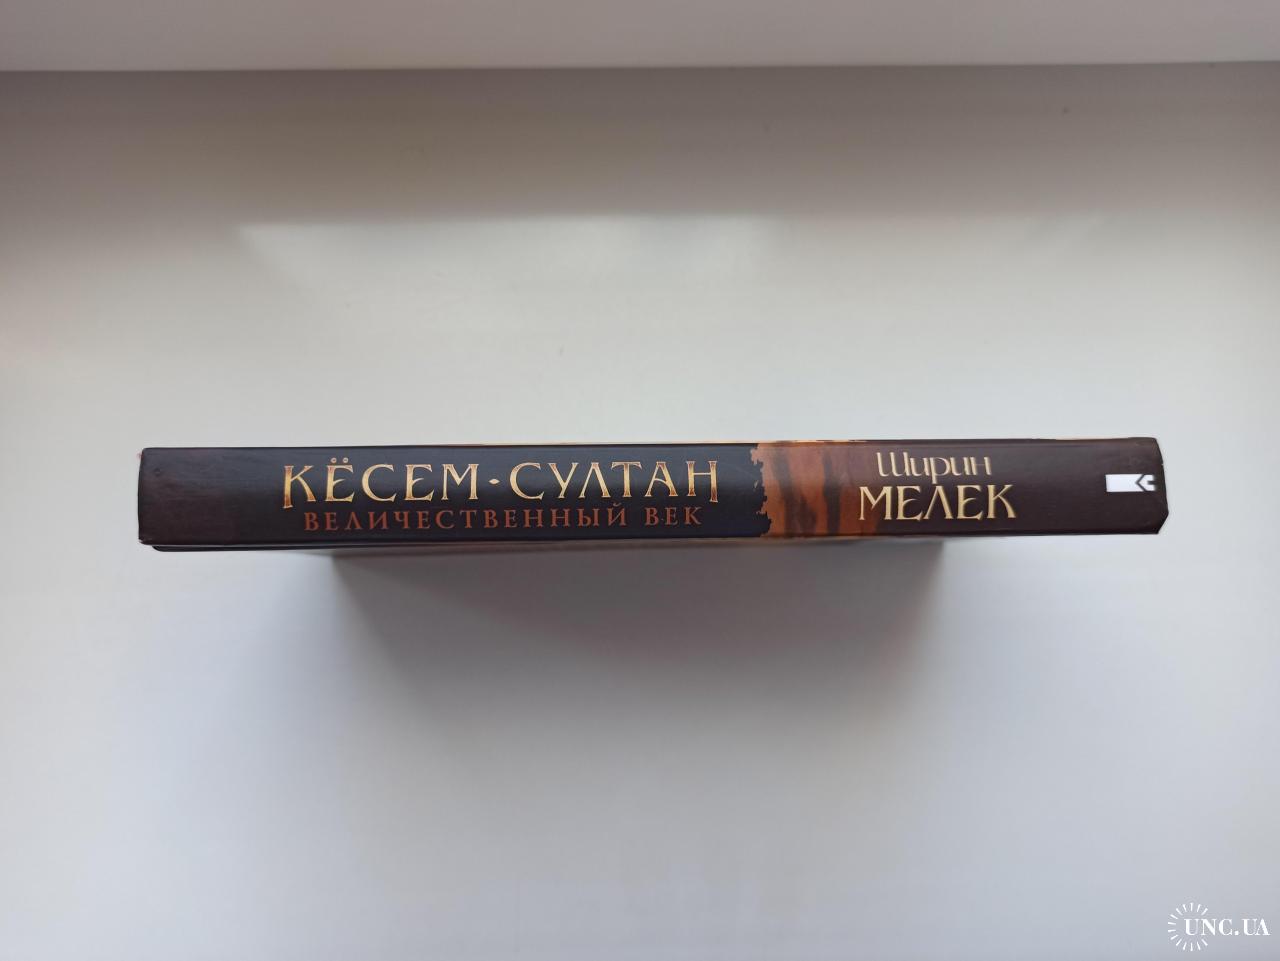 КЁСЕМ·СУЛТАН
ВЕЛИЧЕСТВЕННЫЙ ВЕК
Ширин
МЕЛЕК
UNC.UA